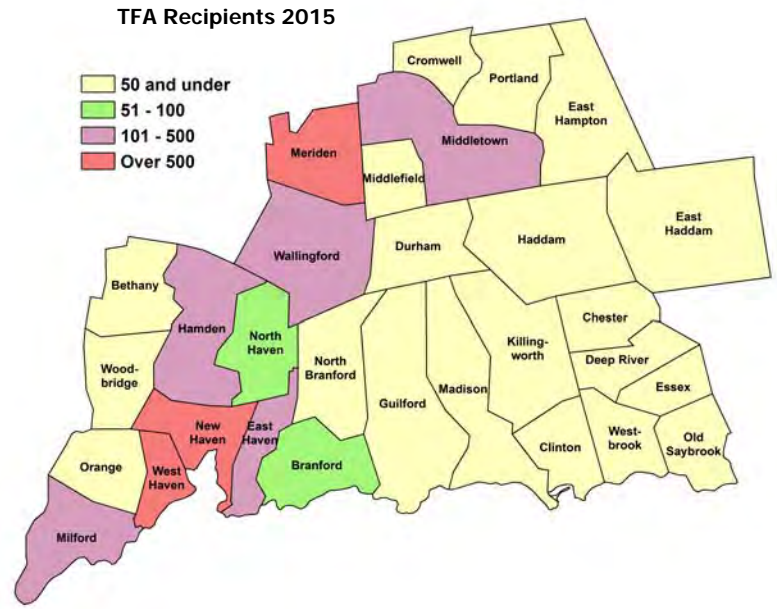 TFA Recipients 2015
50 and under
51 - 100
101 - 500
Over 500
Cromwell
Portland
East
Hampton
Meriden
Middletown
Middlefield
East
Haddam
Haddam
Durham
Wallingford
Bethany
Hamden
North
Haven
Chester
Killing-
worth
Deep River
Essex
Wood-
bridge
North
Branford
Guilford
Madison
New
Haven
East
Haven
Clinton
West-
brook
Old
Saybrook
Orange
West
Haven
Branford
Milford